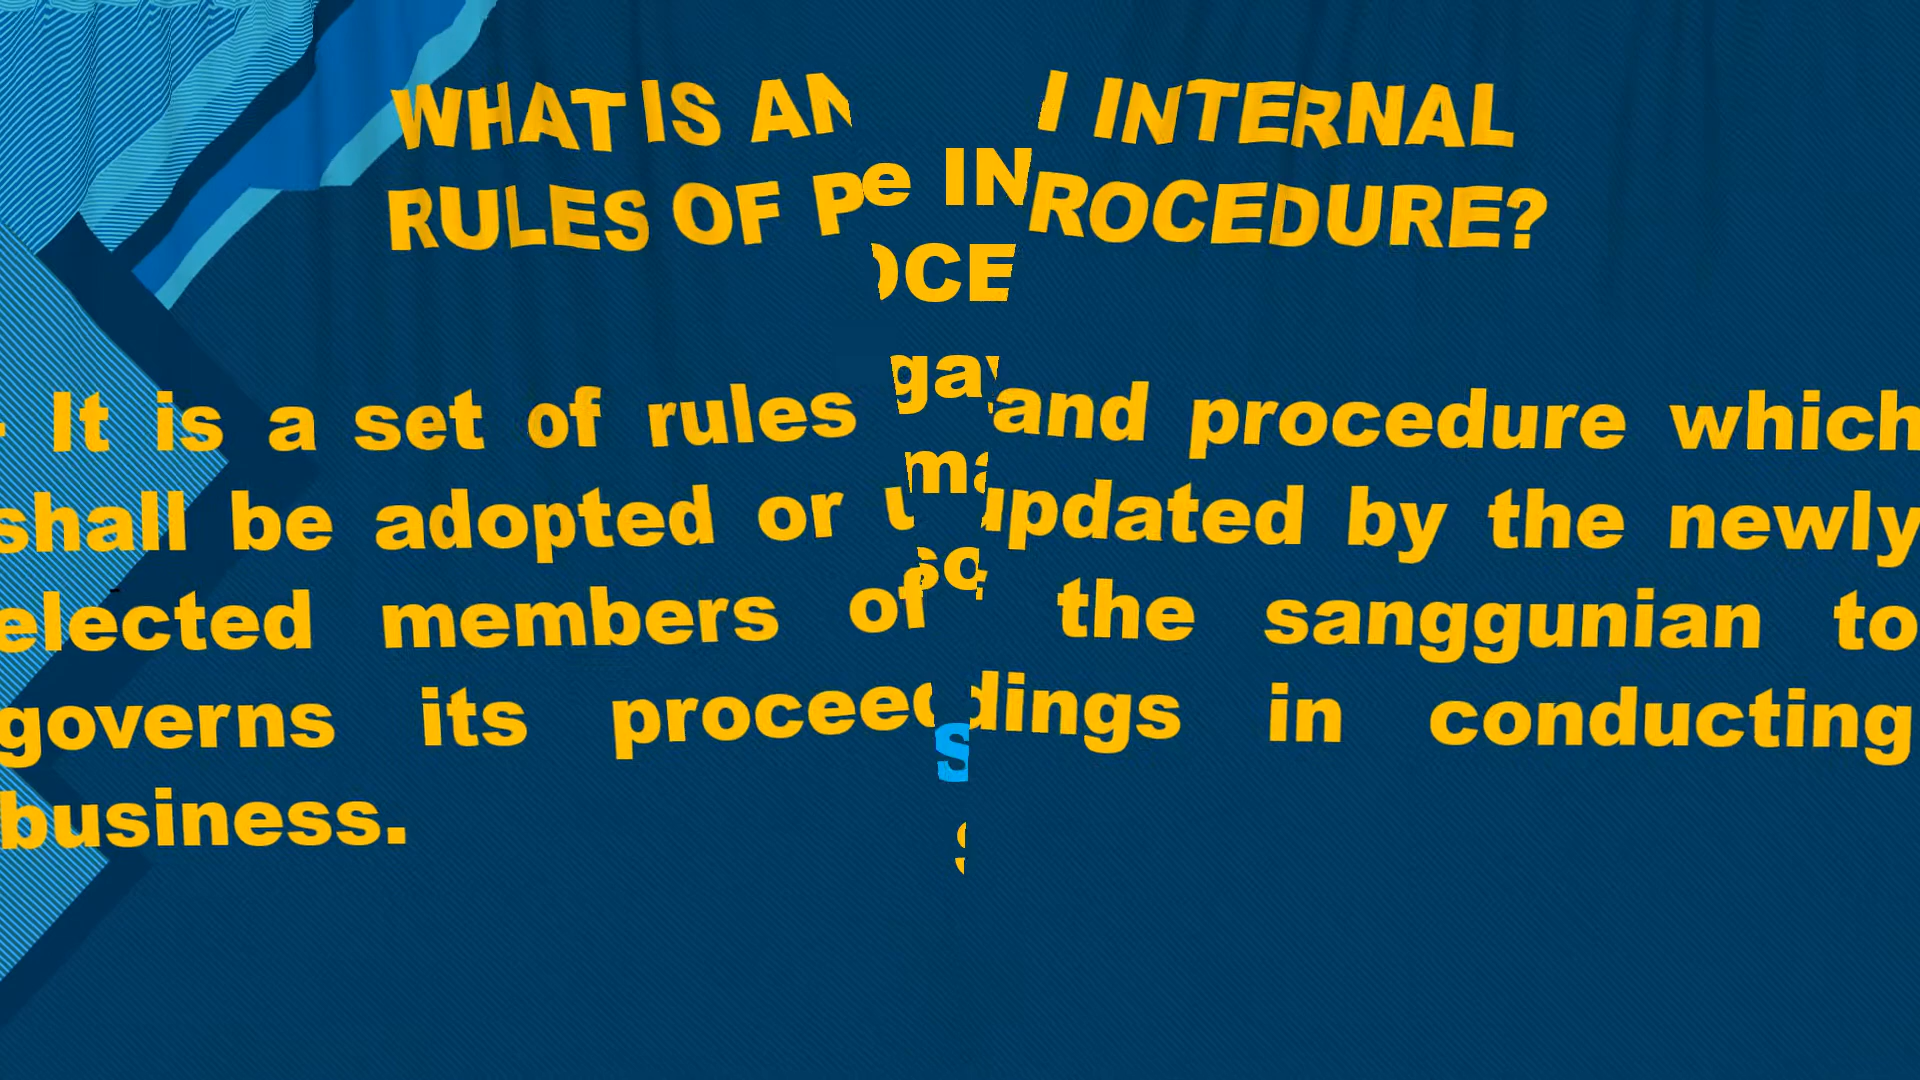 WHAT IS AN INTERNAL
RULES OF PROCEDURE?
- It is a set of rules and procedure which
shall be adopted or updated by the newly
elected members of the sanggunian to
governs its proceedings in conducting
business.